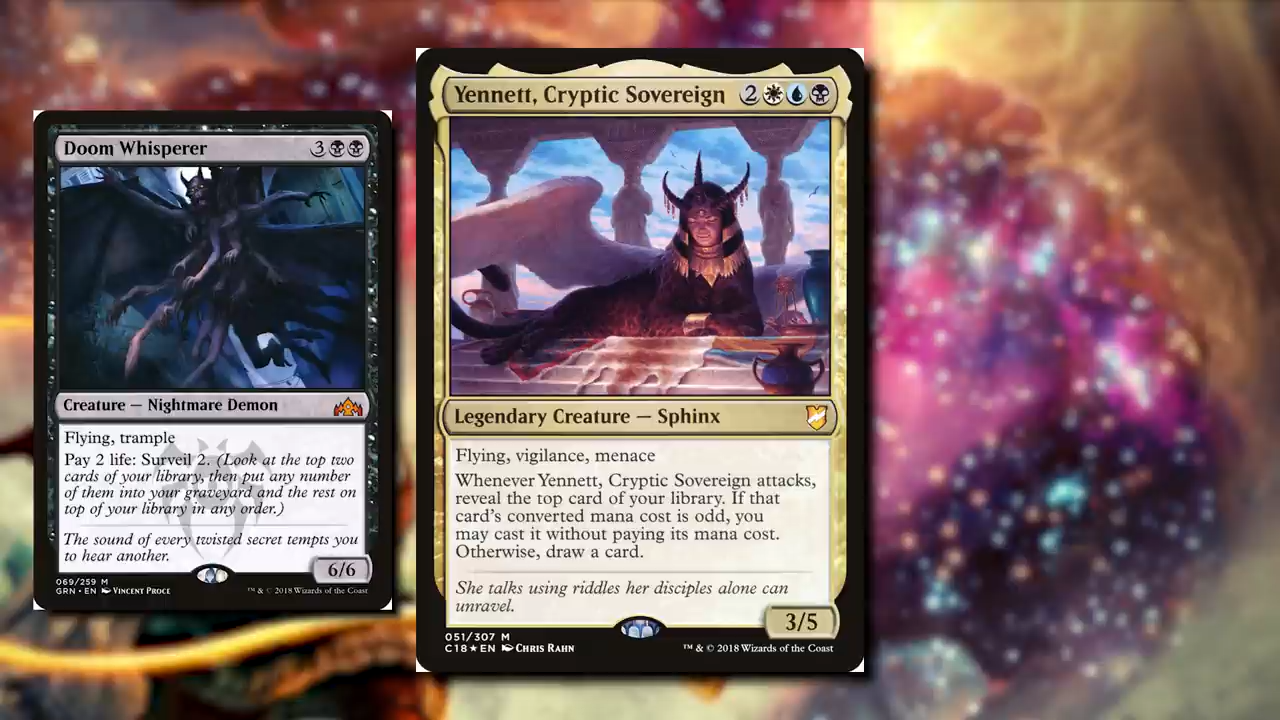 Doom Whisperer 3
Creature — Nightmare Demon
Flying, trample
Pay 2 life: Surveil 2. (Look at the top two
cards of your library, then put any number
of them into your graveyard and the rest on
top of your library in any order.)
The sound of every twisted secret tempts you
to hear another.
6/6
069/259 M
GRN • EN VINCENT PROCE
™ & © 2018 Wizards of the Coast
Yennett, Cryptic Sovereign 2
Legendary Creature — Sphinx
Flying, vigilance, menace
Whenever Yennett, Cryptic Sovereign attacks,
reveal the top card of your library. If that
card's converted mana cost is odd, you
may cast it without paying its mana cost.
Otherwise, draw a card.
She talks using riddles her disciples alone can
unravel.
3/5
051/307 M
C18 ★ EN CHRIS RAHN
™ & © 2018 Wizards of the Coast